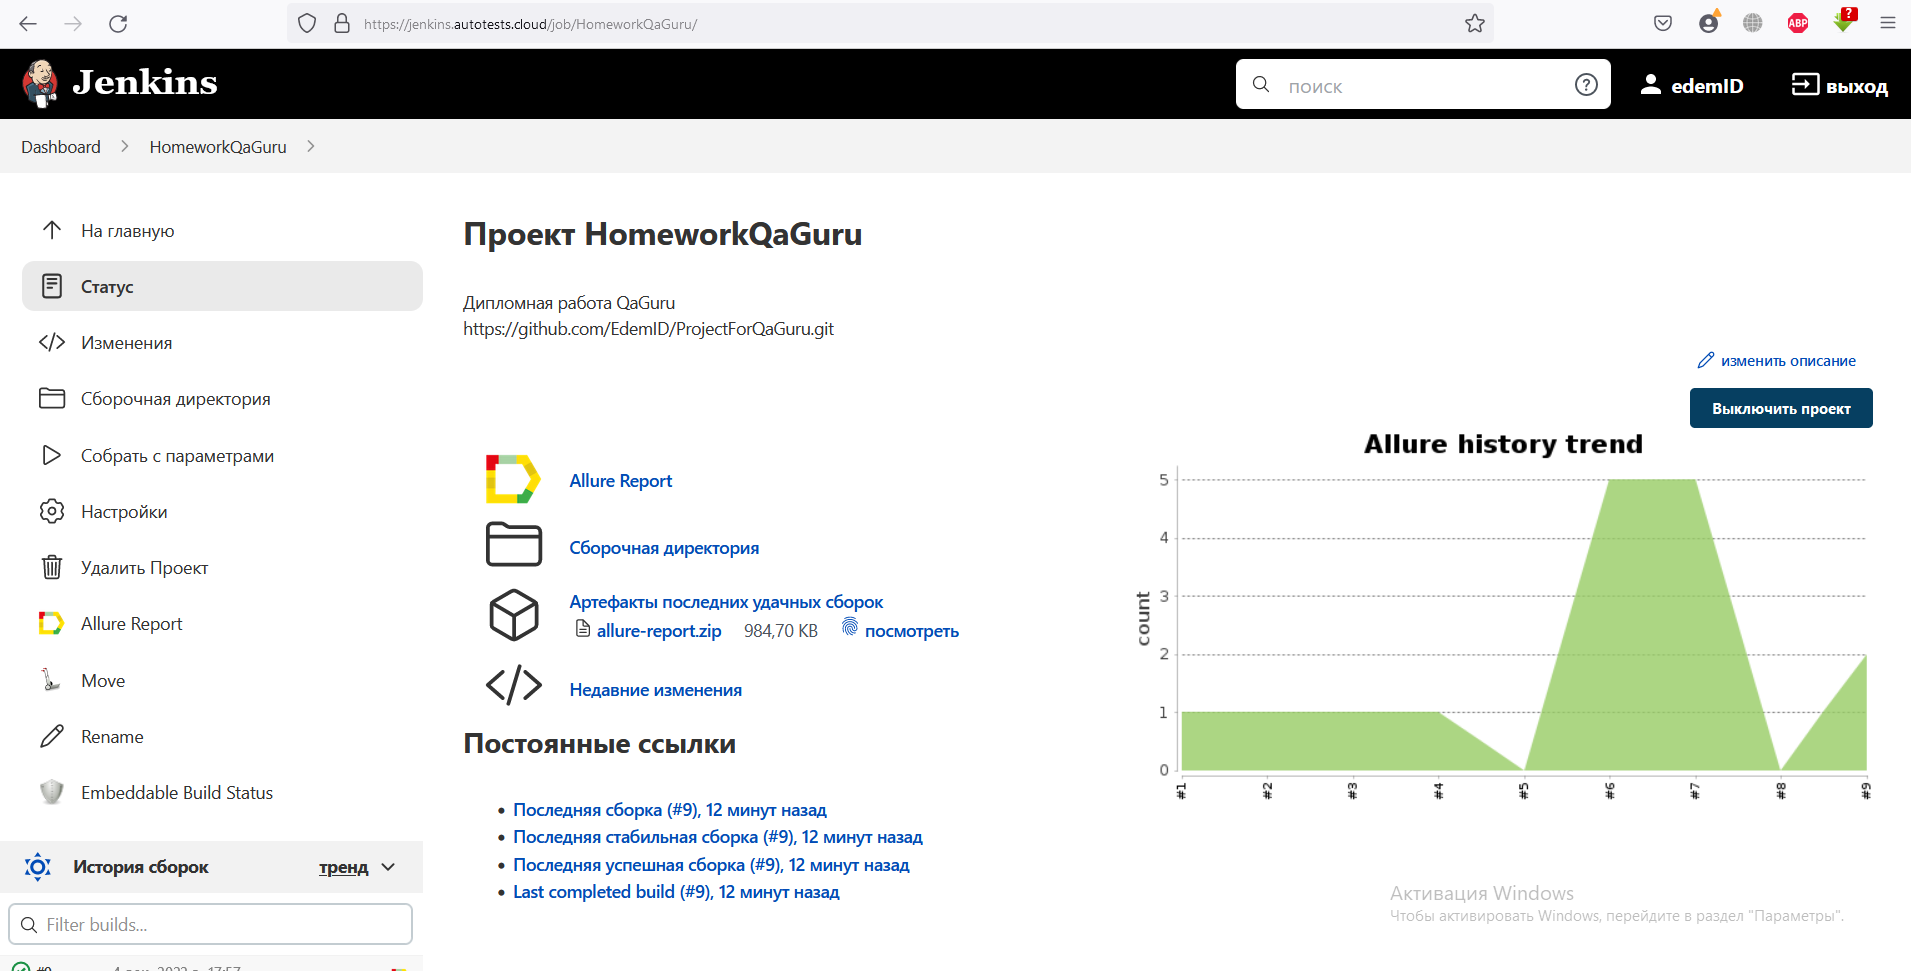 https://jenkins.autotests.cloud/job/HomeworkQaGuru/
ABP
?
Jenkins
поиск
?
edemID
выход
Dashboard
HomeworkQaGuru
На главную
Статус
Изменения
Сборочная директория
Собрать с параметрами
Настройки
Удалить Проект
Allure Report
Move
Rename
Embeddable Build Status
История сборок
тренд
Filter builds...
#9
Проект HomeworkQaGuru
Дипломная работа QaGuru
https://github.com/EdemID/ProjectForQaGuru.git
изменить описание
Выключить проект
Allure Report
Сборочная директория
Артефакты последних удачных сборок
allure-report.zip 984,70 KB посмотреть
Недавние изменения
Постоянные ссылки
Последняя сборка (#9), 12 минут назад
Последняя стабильная сборка (#9), 12 минут назад
Последняя успешная сборка (#9), 12 минут назад
Last completed build (#9), 12 минут назад
Allure history trend
count
5
4
3
2
1
0
#1 #2 #3 #4 #5 #6 #7 #8 #9
Активация Windows
Чтобы активировать Windows, перейдите в раздел "Параметры".